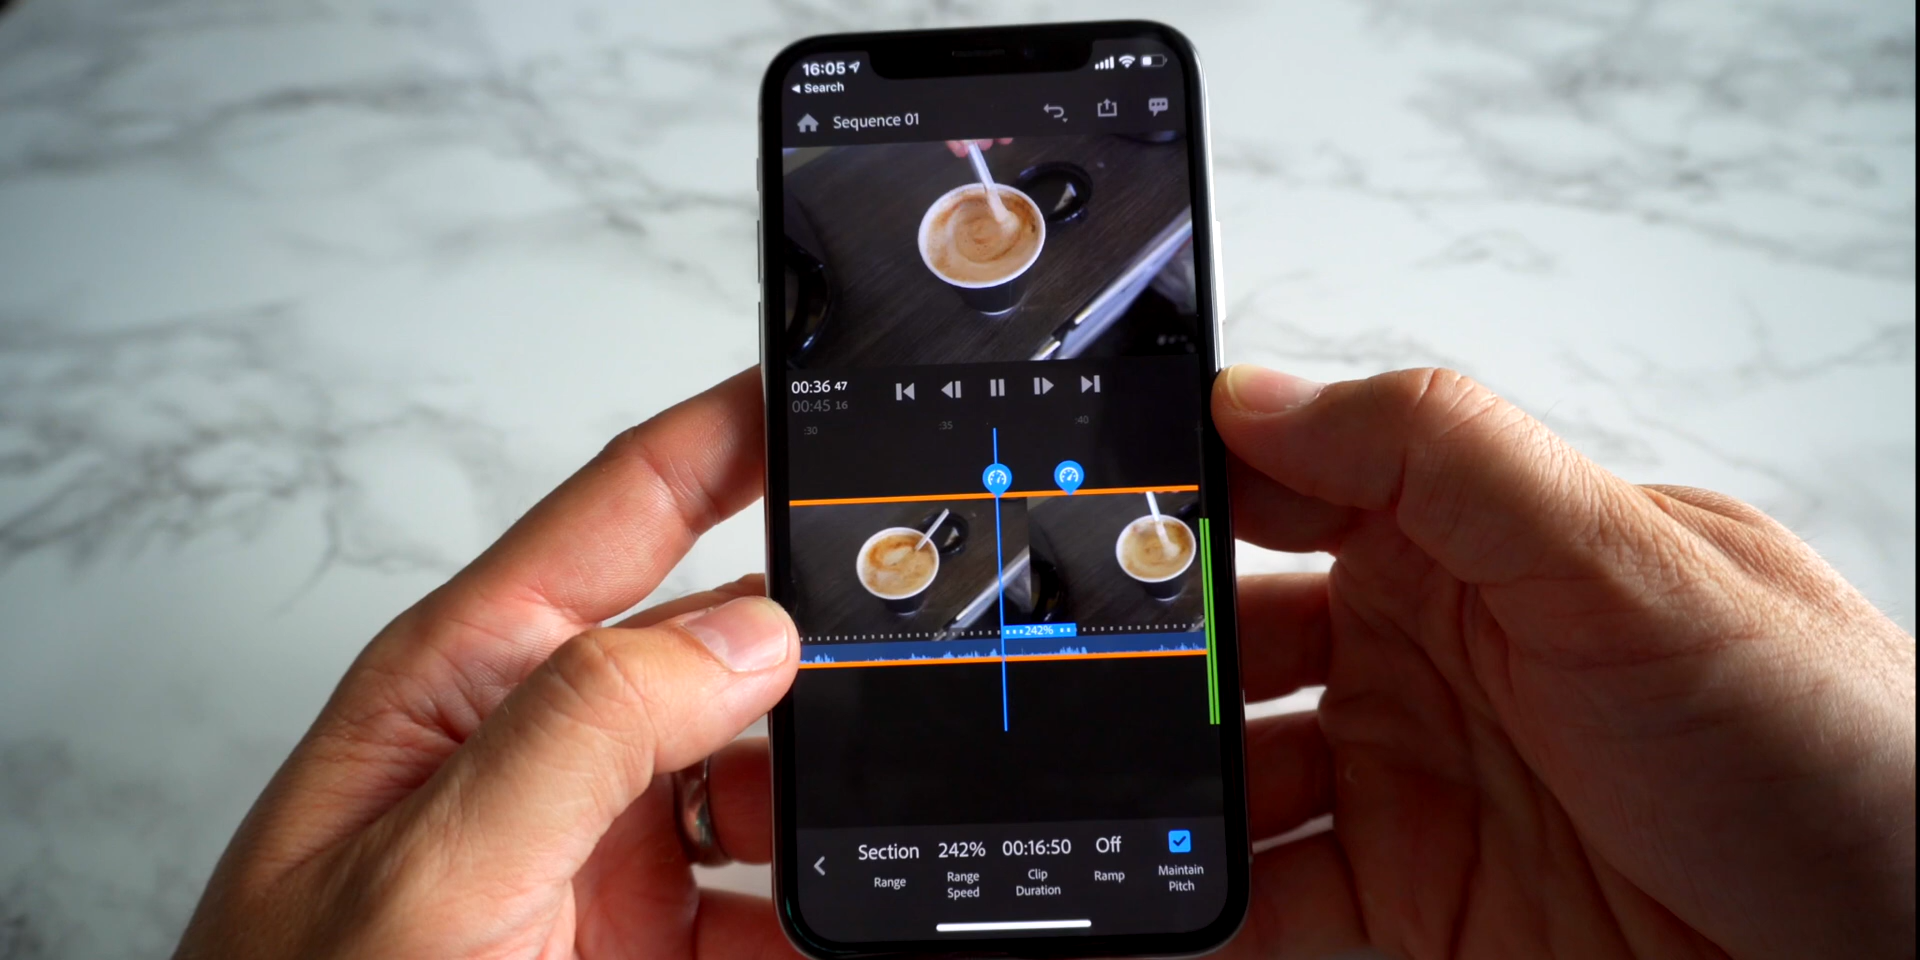 16:05
Search
Sequence 01
00:36 47
00:45 16
:30 :35 :40
242%
Section 242% 00:16:50 Off
Range Range Speed Clip Duration Ramp Maintain Pitch